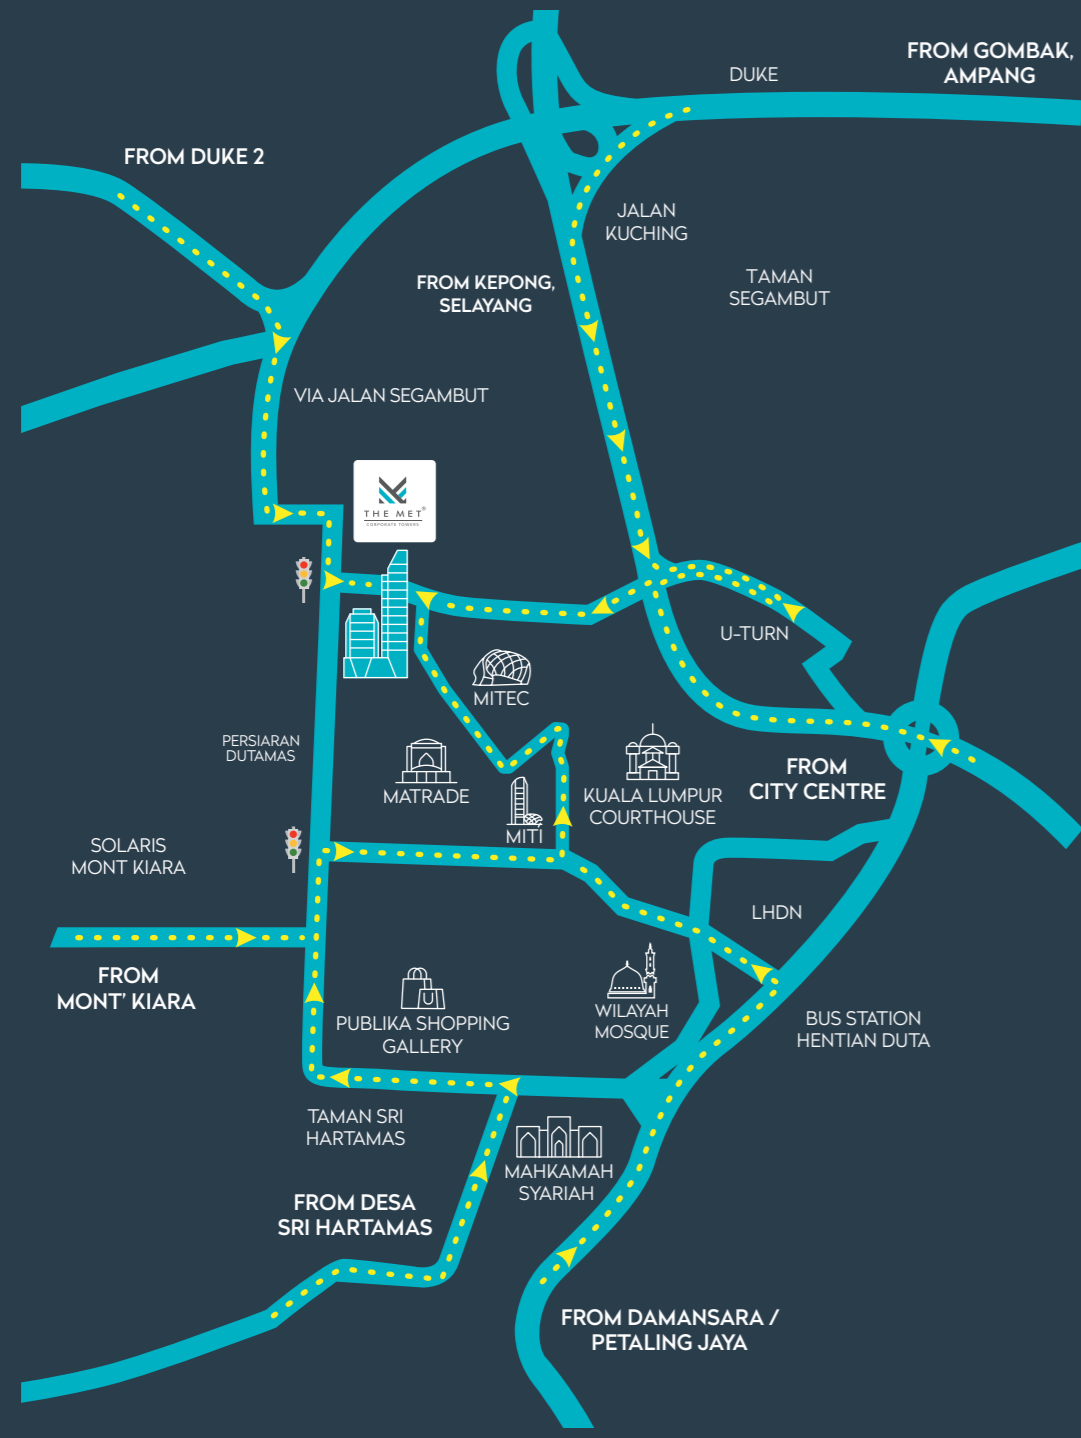 FROM GOMBAK,
AMPANG
DUKE
FROM DUKE 2
JALAN
KUCHING
FROM KEPONG,
SELAYANG
TAMAN
SEGAMBUT
VIA JALAN SEGAMBUT
THE MET®
CORPORATE TOWERS
U-TURN
MITEC
PERSIARAN
DUTAMAS
MATRADE
KUALA LUMPUR
COURTHOUSE
FROM
CITY CENTRE
MITI
SOLARIS
MONT KIARA
LHDN
FROM
MONT' KIARA
PUBLIKA SHOPPING
GALLERY
WILAYAH
MOSQUE
BUS STATION
HENTIAN DUTA
TAMAN SRI
HARTAMAS
MAHKAMAH
SYARIAH
FROM DESA
SRI HARTAMAS
FROM DAMANSARA /
PETALING JAYA